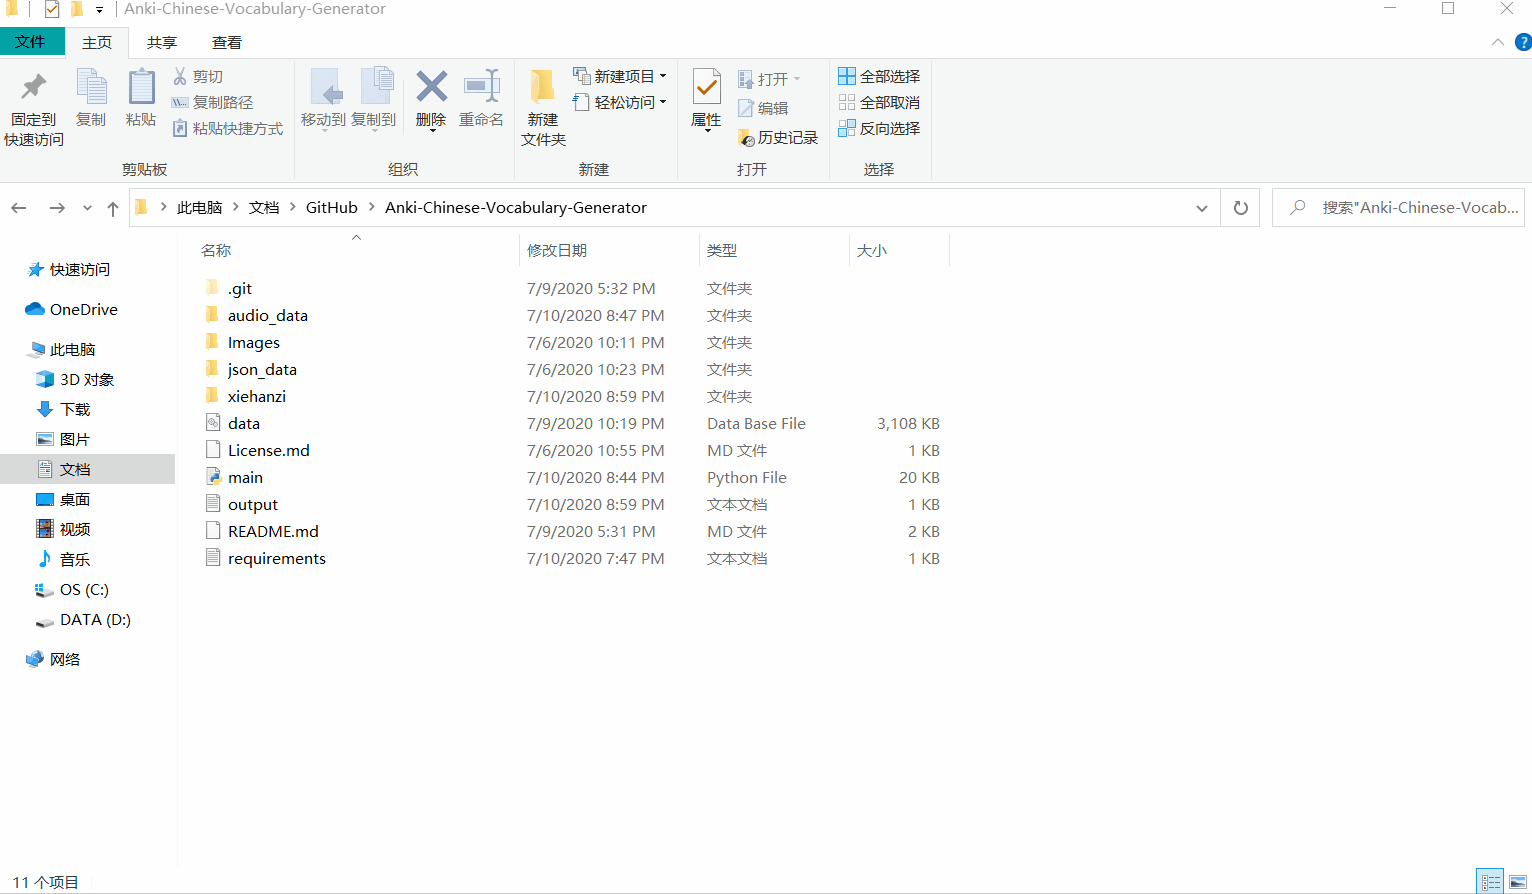 Anki-Chinese-Vocabulary-Generator
文件 主页 共享 查看
固定到
快速访问
复制
粘贴
剪切
复制路径
粘贴快捷方式
剪贴板
移动到
复制到
删除
重命名
组织
新建
文件夹
新建项目
轻松访问
新建
属性
打开
编辑
历史记录
打开
全部选择
全部取消
反向选择
选择
此电脑 文档 GitHub Anki-Chinese-Vocabulary-Generator
搜索"Anki-Chinese-Vocab...
快速访问
OneDrive
此电脑
3D 对象
下载
图片
文档
桌面
视频
音乐
OS (C:)
DATA (D:)
网络
名称 修改日期 类型 大小
.git 7/9/2020 5:32 PM 文件夹
audio_data 7/10/2020 8:47 PM 文件夹
Images 7/6/2020 10:11 PM 文件夹
json_data 7/6/2020 10:23 PM 文件夹
xiehanzi 7/10/2020 8:59 PM 文件夹
data 7/9/2020 10:19 PM Data Base File 3,108 KB
License.md 7/6/2020 10:55 PM MD 文件 1 KB
main 7/10/2020 8:44 PM Python File 20 KB
output 7/10/2020 8:59 PM 文本文档 1 KB
README.md 7/9/2020 5:31 PM MD 文件 2 KB
requirements 7/10/2020 7:47 PM 文本文档 1 KB
11 个项目